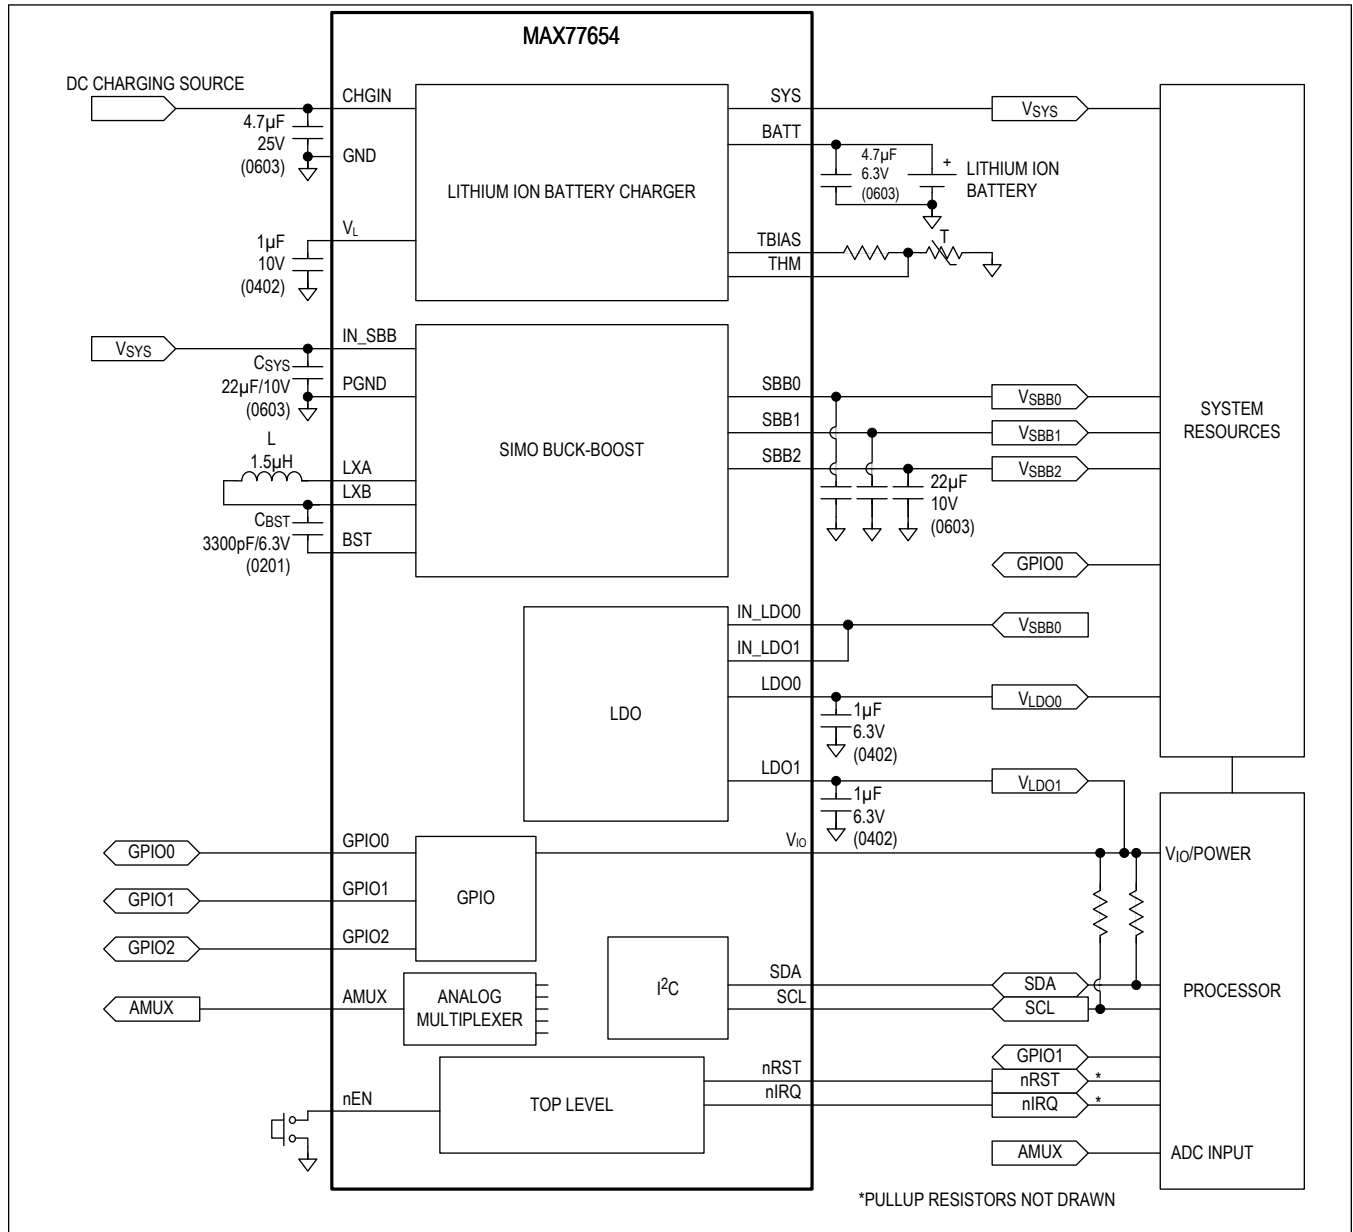 MAX77654
DC CHARGING SOURCE
CHGIN
4.7µF
25V
(0603)
GND
VL
1µF
10V
(0402)
LITHIUM ION BATTERY CHARGER
SYS
VSYS
BATT
4.7µF
6.3V
(0603)
+
LITHIUM ION
BATTERY
TBIAS
THM
T
VSYS
IN_SBB
CSYS
22µF/10V
(0603)
PGND
L
1.5µH
LXA
LXB
CBST
3300pF/6.3V
(0201)
BST
SIMO BUCK-BOOST
SBB0
VSBB0
SBB1
VSBB1
SBB2
VSBB2
22µF
10V
(0603)
SYSTEM
RESOURCES
GPIO0
LDO
IN_LDO0
VSBB0
IN_LDO1
LDO0
VLDO0
1µF
6.3V
(0402)
LDO1
VLDO1
1µF
6.3V
(0402)
VIO
VIO/POWER
GPIO0
GPIO0
GPIO1
GPIO1
GPIO2
GPIO2
GPIO
AMUX
AMUX
ANALOG
MULTIPLEXER
I2C
SDA
SDA
SCL
SCL
PROCESSOR
GPIO1
nEN
TOP LEVEL
nRST
nRST
*
nIRQ
nIRQ
*
AMUX
ADC INPUT
*PULLUP RESISTORS NOT DRAWN